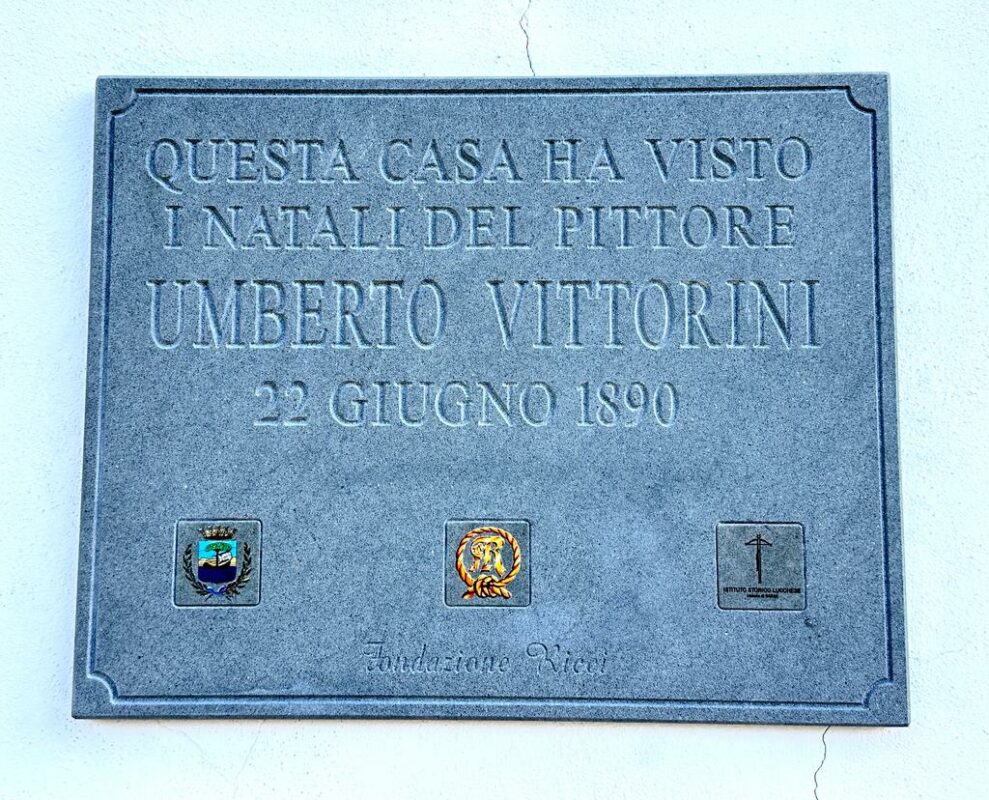 QUESTA CASA HA VISTO
I NATALI DEL PITTORE
UMBERTO VITTORINI
22 GIUGNO 1890
ISTITUTO STORICO LUCCHESE
Fondazione Ricci